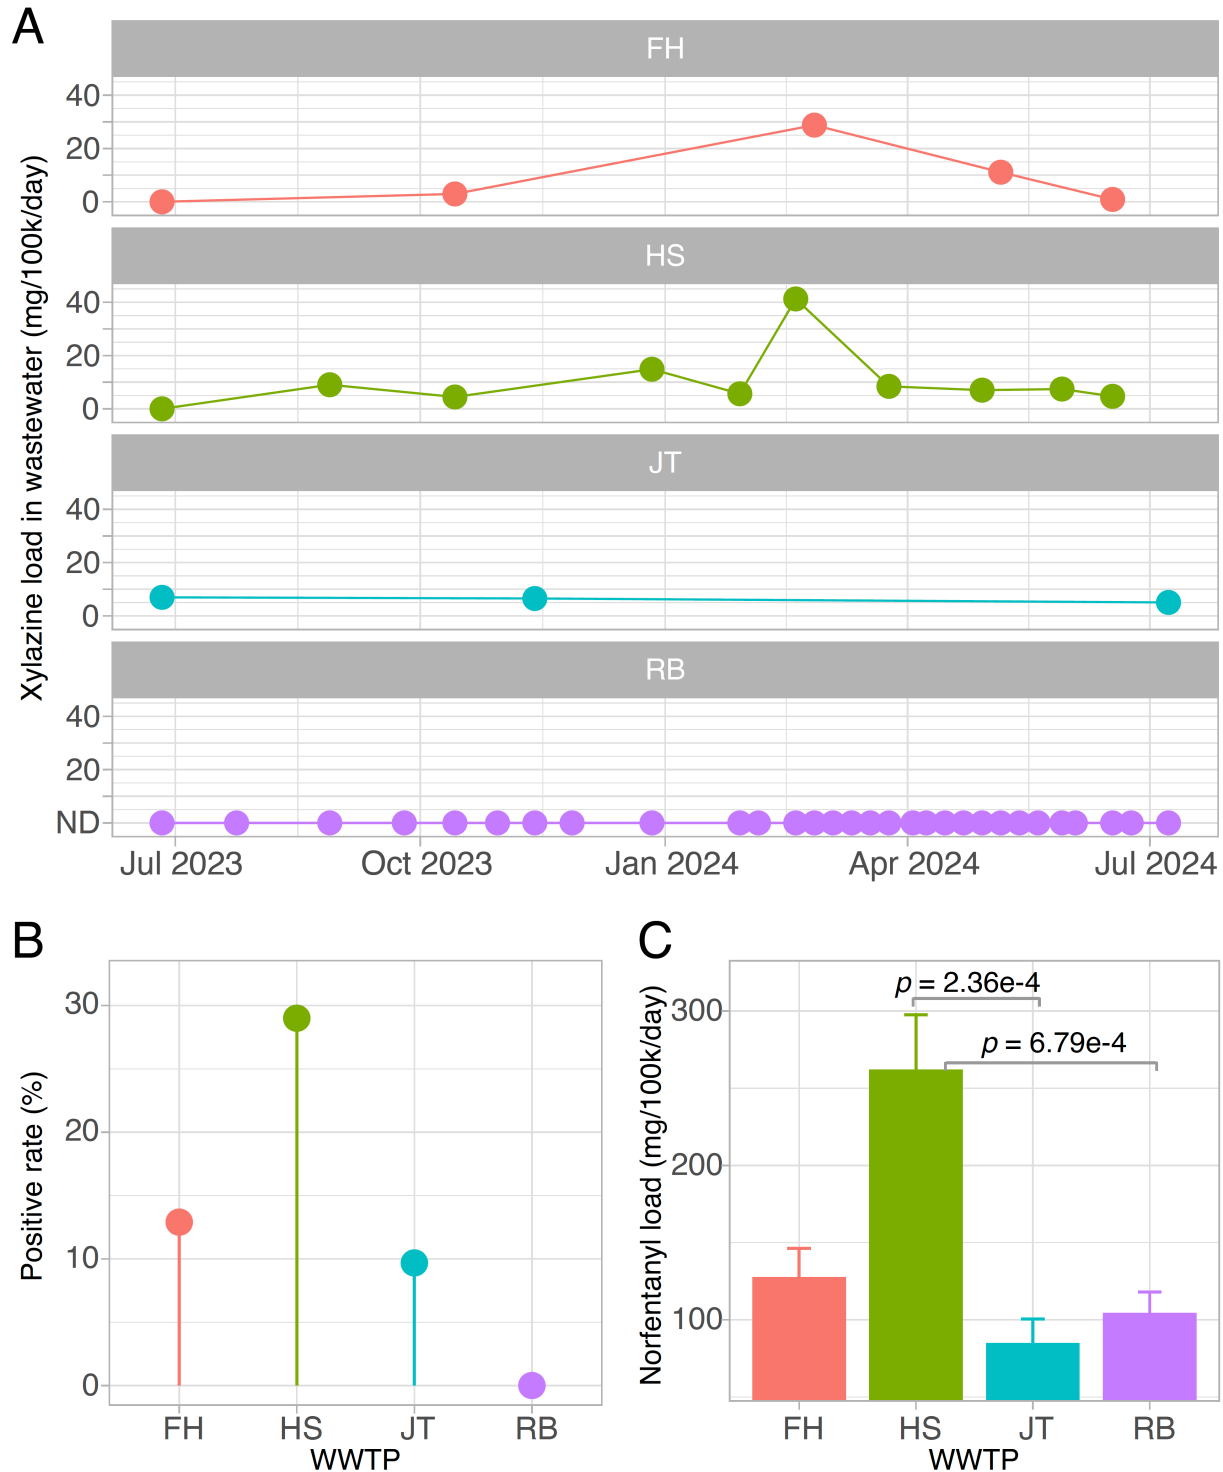 A
Xylazine load in wastewater (mg/100k/day)
FH
40
20
0
HS
40
20
0
JT
40
20
0
RB
40
20
ND
Jul 2023 Oct 2023 Jan 2024 Apr 2024 Jul 2024
B
Positive rate (%)
30
20
10
0
FH HS JT RB
WWTP
C
Norfentanyl load (mg/100k/day)
p = 2.36e-4
p = 6.79e-4
300
200
100
FH HS JT RB
WWTP